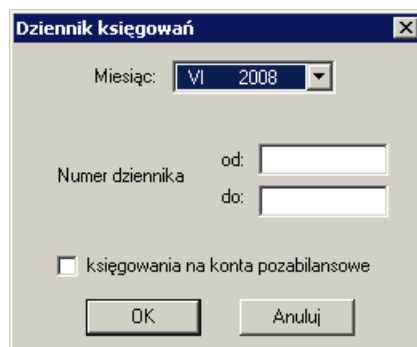 Dziennik księgowań
Miesiąc: VI 2008
od:
Numer dziennika
do:
księgowania na konta pozabilansowe
OK Anuluj